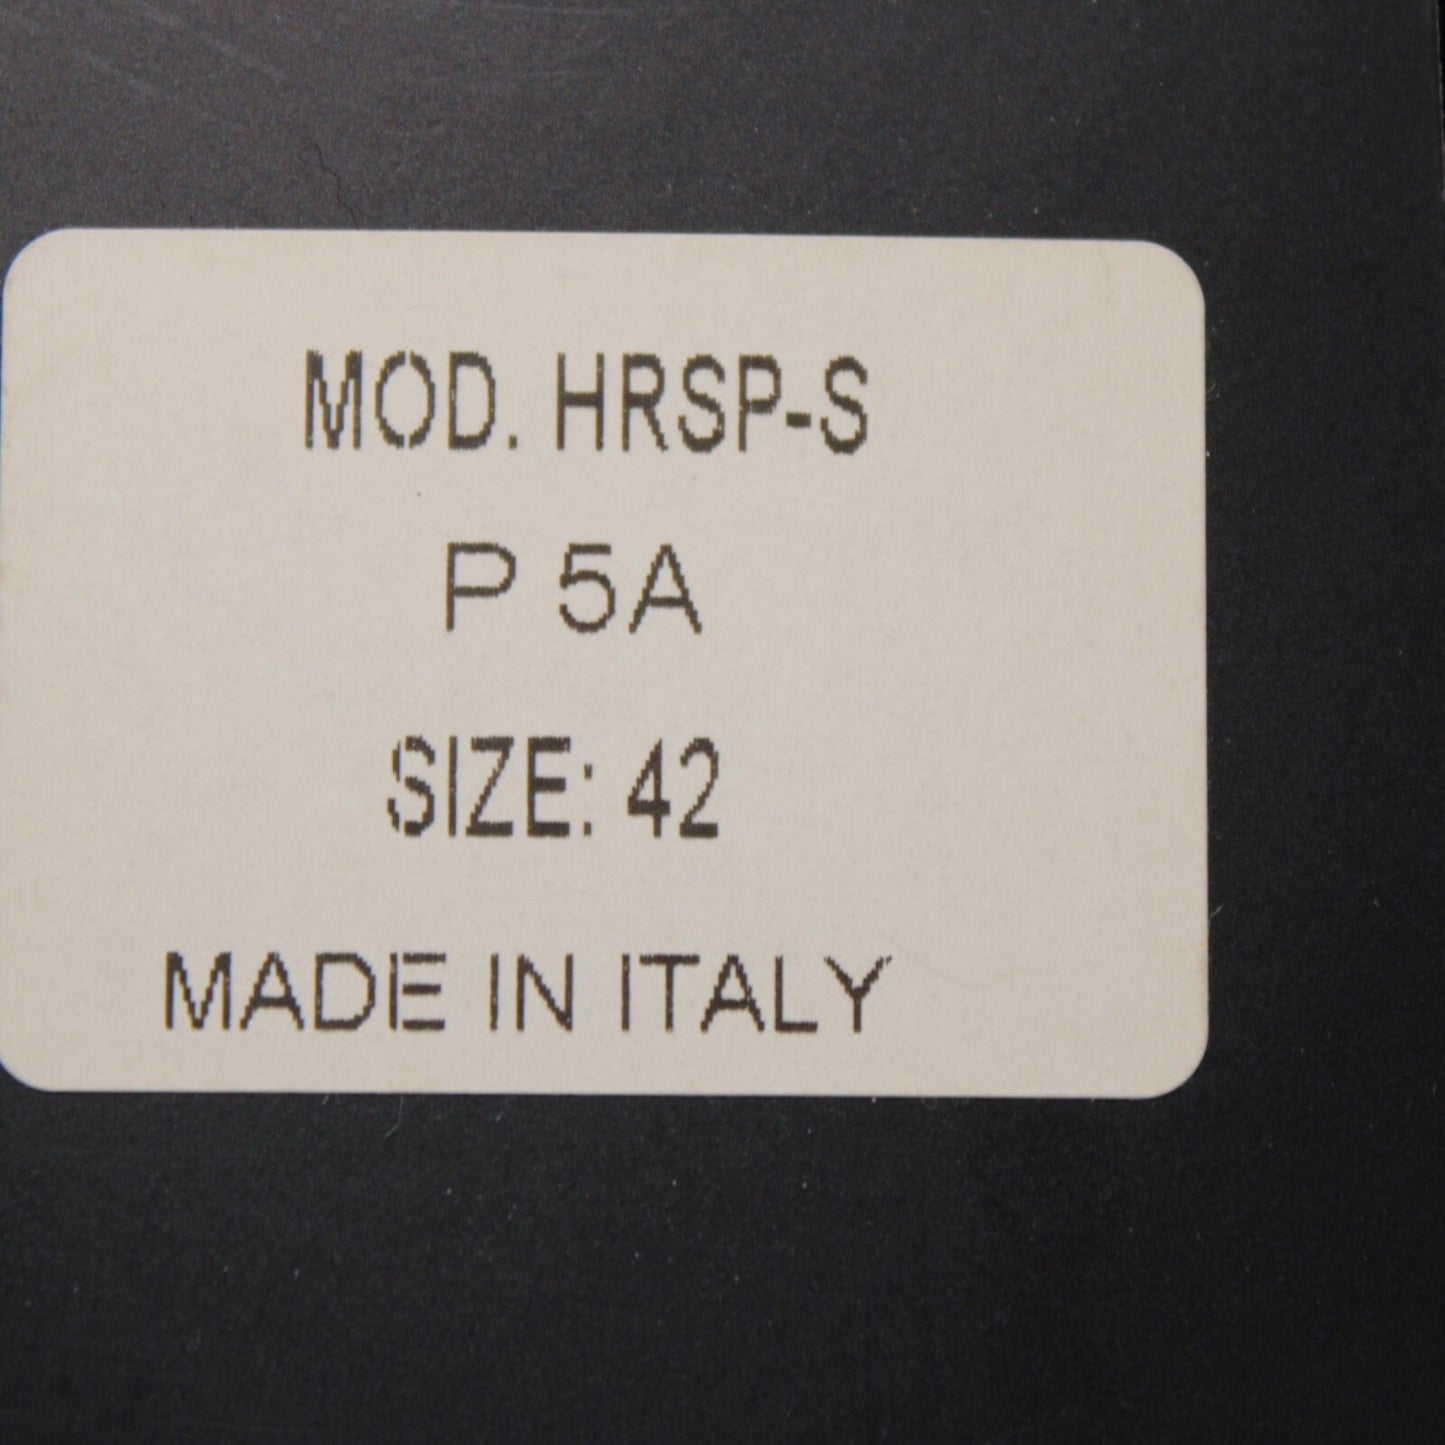 MOD. HRSP-S
P 5A
SIZE: 42
MADE IN ITALY